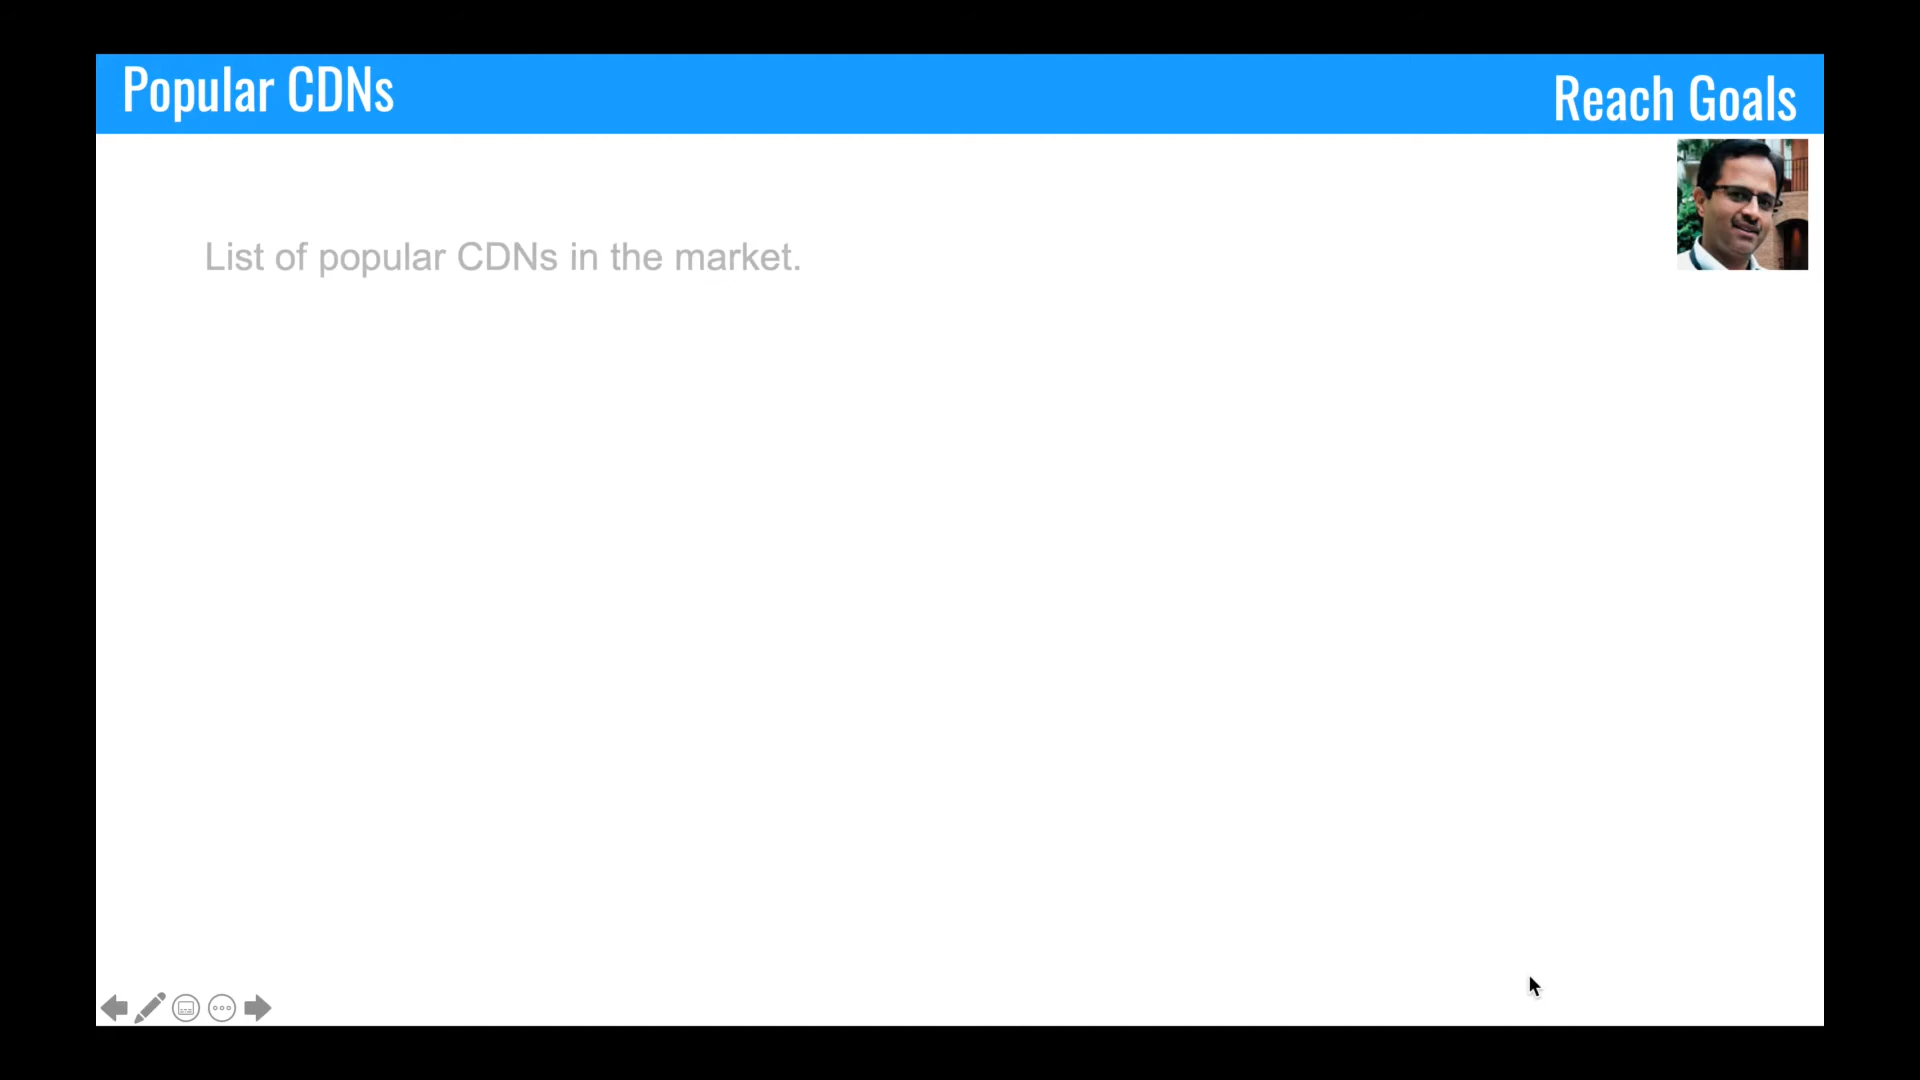 Popular CDNs
Reach Goals
List of popular CDNs in the market.